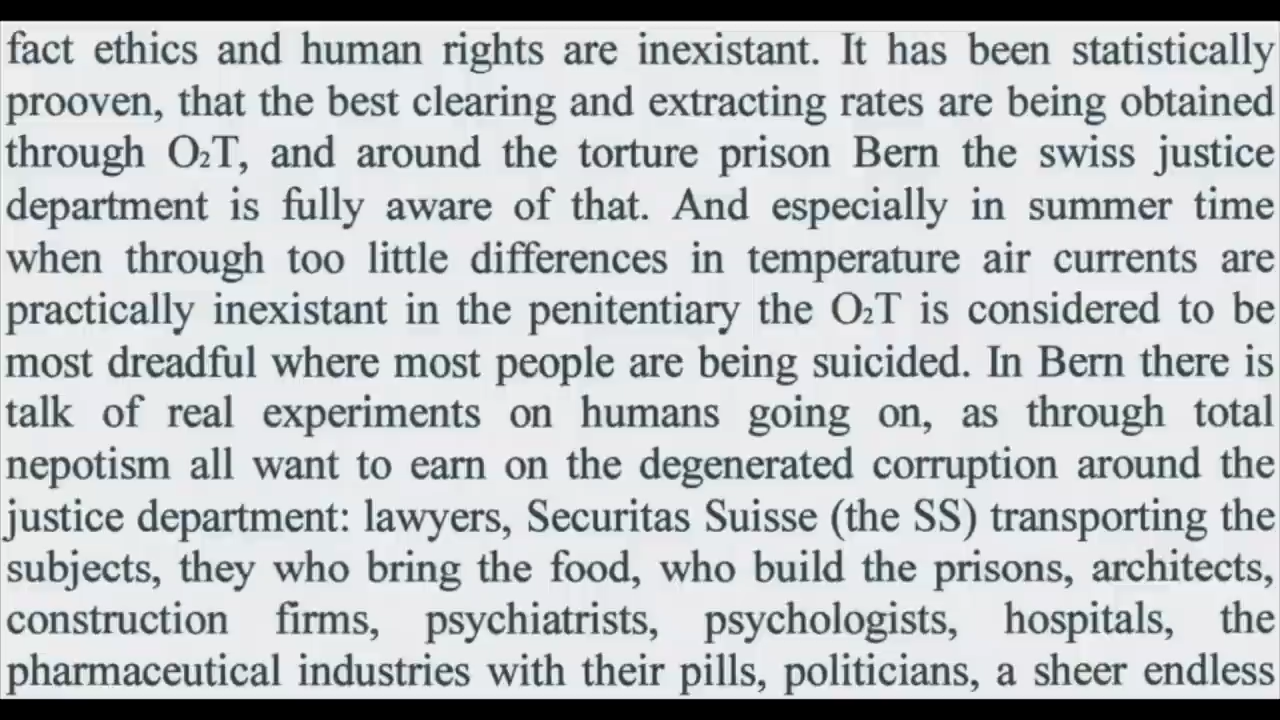 fact ethics and human rights are inexistant. It has been statistically
prooven, that the best clearing and extracting rates are being obtained
through O₂T, and around the torture prison Bern the swiss justice
department is fully aware of that. And especially in summer time
when through too little differences in temperature air currents are
practically inexistant in the penitentiary the O₂T is considered to be
most dreadful where most people are being suicided. In Bern there is
talk of real experiments on humans going on, as through total
nepotism all want to earn on the degenerated corruption around the
justice department: lawyers, Securitas Suisse (the SS) transporting the
subjects, they who bring the food, who build the prisons, architects,
construction firms, psychiatrists, psychologists, hospitals, the
pharmaceutical industries with their pills, politicians, a sheer endless